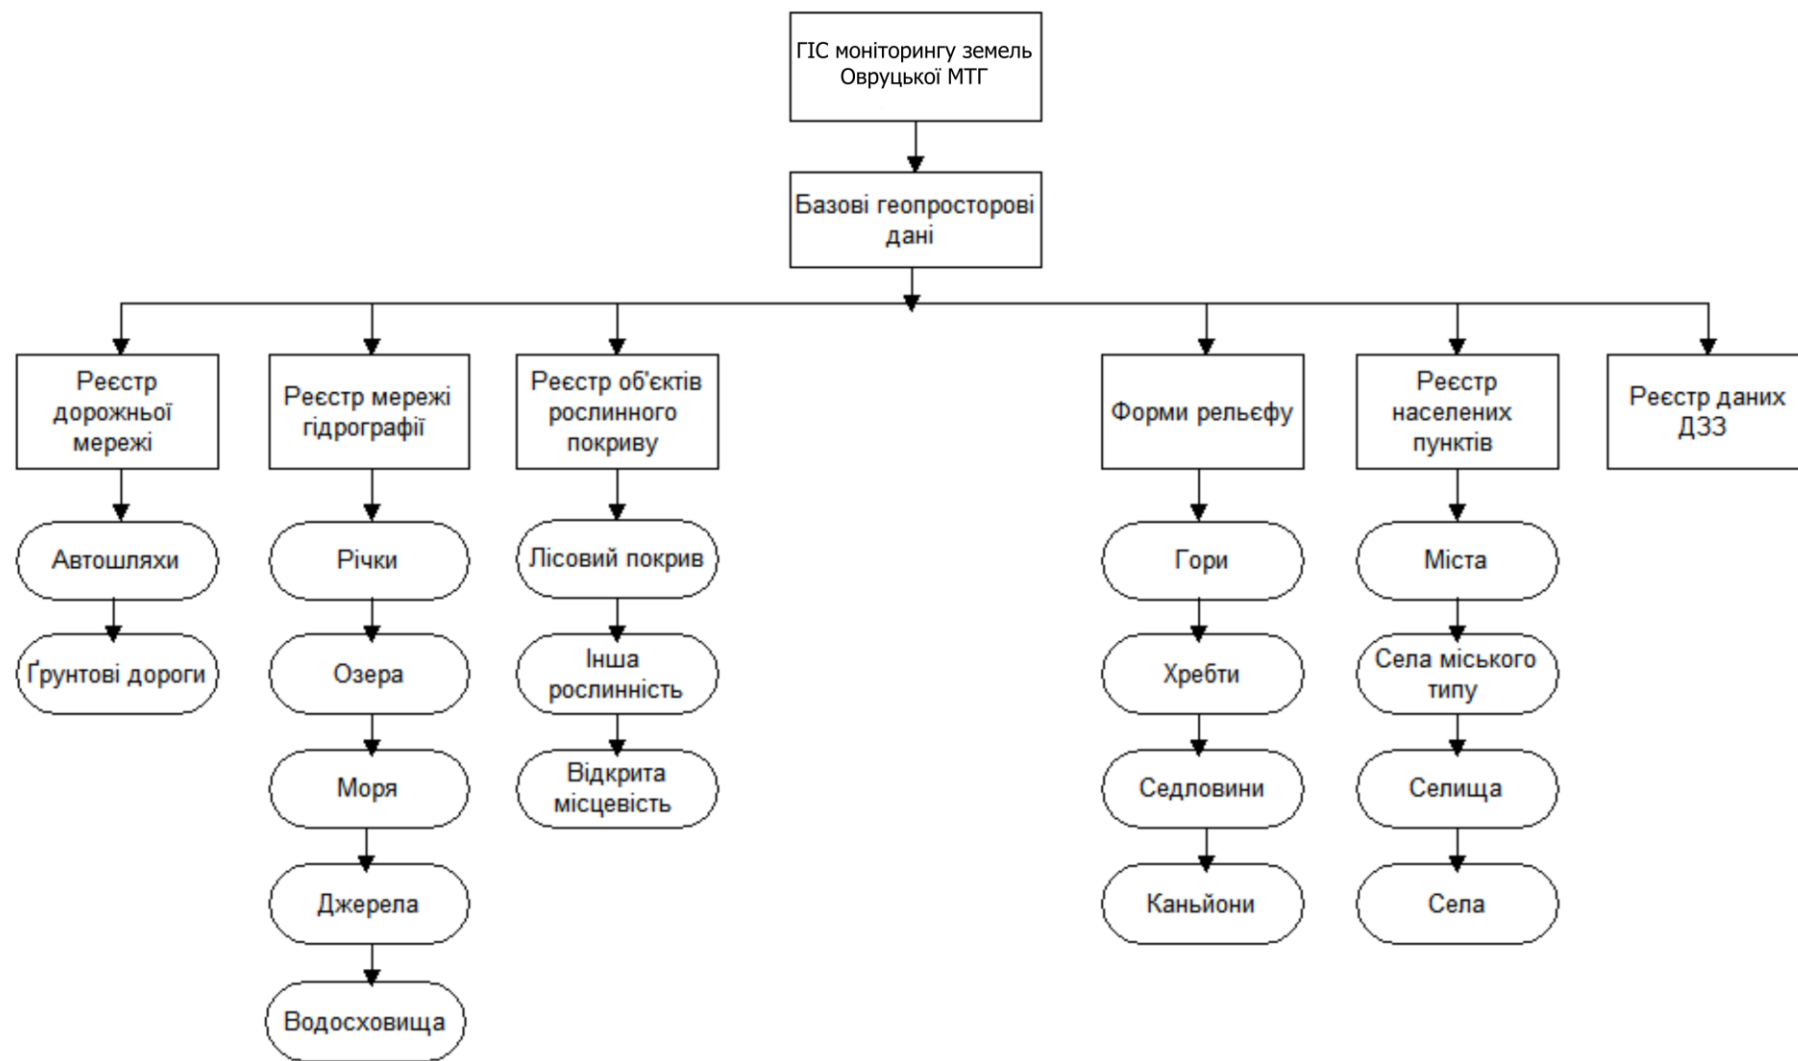 ГІС моніторингу земель
Овруцької МТГ
Базові геопросторові
дані
Реєстр
дорожньої
мережі
Реєстр мережі
гідрографії
Реєстр об'єктів
рослинного
покриву
Форми рельєфу
Реєстр
населених
пунктів
Реєстр даних
ДЗЗ
Автошляхи
Річки
Лісовий покрив
Гори
Міста
Ґрунтові дороги
Озера
Інша
рослинність
Хребти
Села міського
типу
Моря
Відкрита
місцевість
Седловини
Селища
Джерела
Каньйони
Села
Водосховища